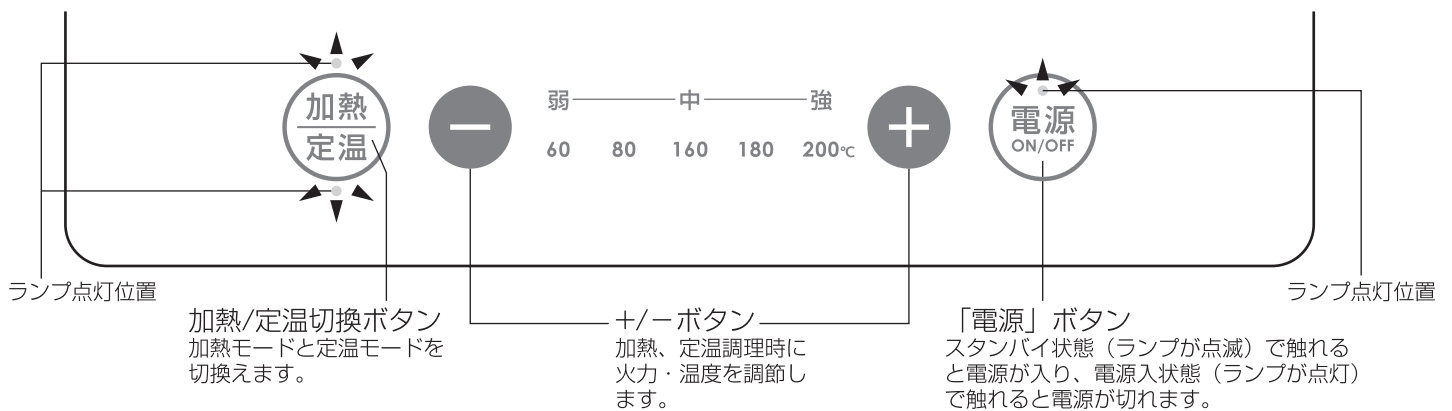 加熱
定温
弱 中 強
60 80 160 180 200℃
電源
ON/OFF
ランプ点灯位置
ランプ点灯位置
加熱/定温切換ボタン
加熱モードと定温モードを
切換えます。
+/−ボタン
加熱、定温調理時に
火力・温度を調節し
ます。
「電源」ボタン
スタンバイ状態（ランプが点滅）で触れる
と電源が入り、電源入状態（ランプが点灯）
で触れると電源が切れます。